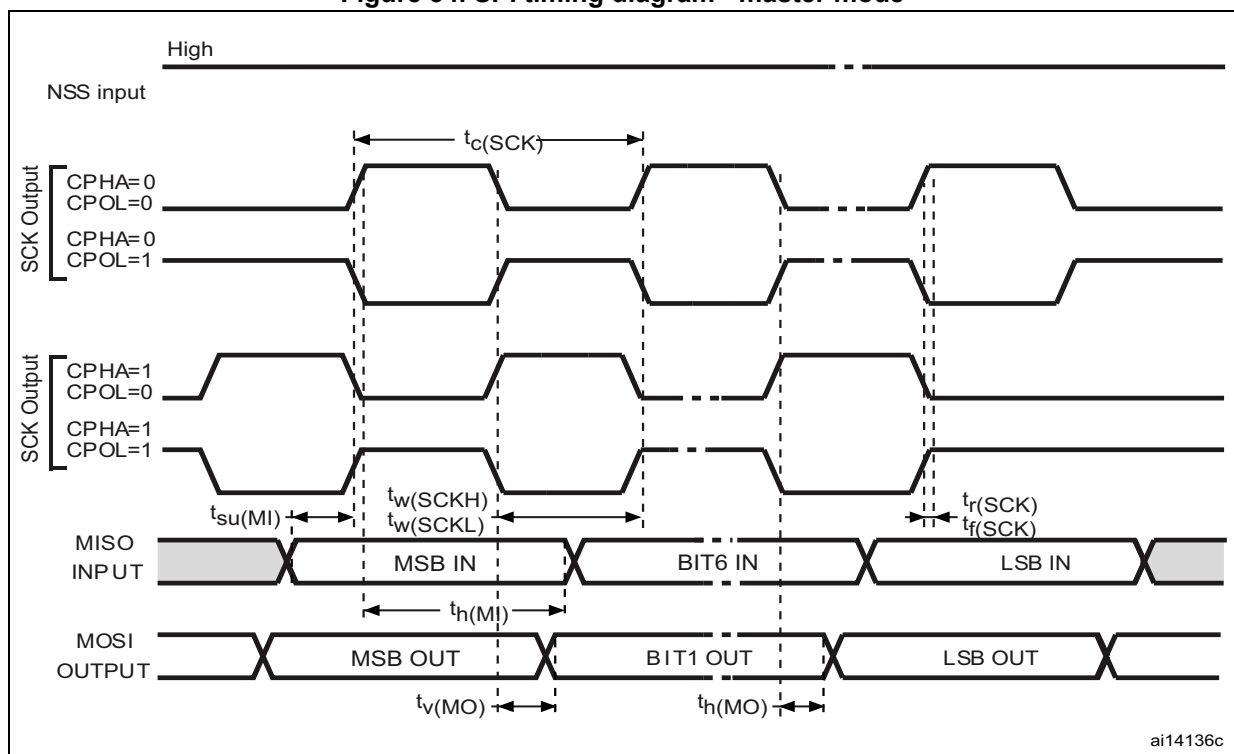 SPI timing diagram - master mode
High
NSS input
tc(SCK)
SCK Output
CPHA=0
CPOL=0
CPHA=0
CPOL=1
SCK Output
CPHA=1
CPOL=0
CPHA=1
CPOL=1
tsu(MI)
tw(SCKH)
tw(SCKL)
tr(SCK)
tf(SCK)
MISO
INPUT
MSB IN
BIT6 IN
LSB IN
th(MI)
MOSI
OUTPUT
MSB OUT
BIT1 OUT
LSB OUT
tv(MO)
th(MO)
ai14136c